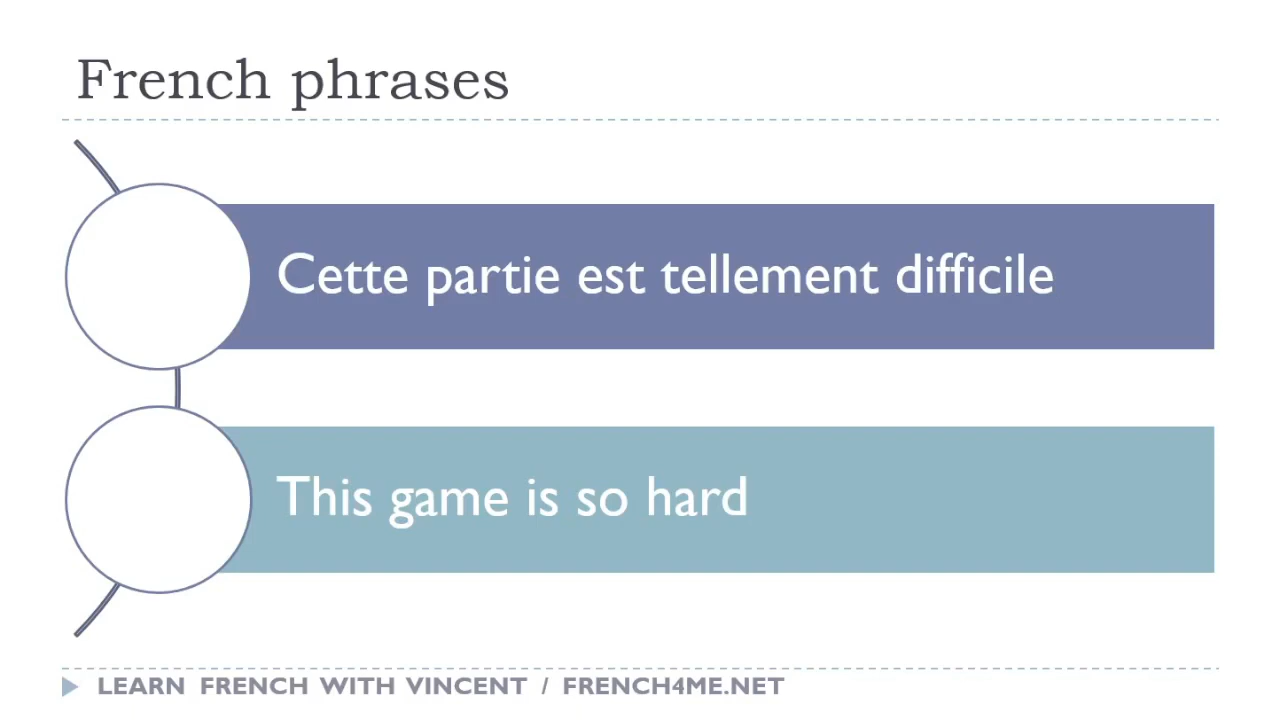 French phrases
Cette partie est tellement difficile
This game is so hard
LEARN FRENCH WITH VINCENT / FRENCH4ME.NET